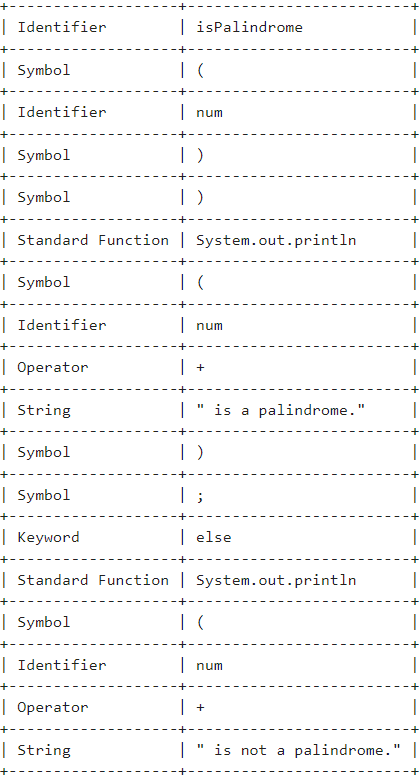 +-------------------+-------------------------+
| Identifier | isPalindrome |
+-------------------+-------------------------+
| Symbol | ( |
+-------------------+-------------------------+
| Identifier | num |
+-------------------+-------------------------+
| Symbol | ) |
+-------------------+-------------------------+
| Symbol | ) |
+-------------------+-------------------------+
| Standard Function | System.out.println |
+-------------------+-------------------------+
| Symbol | ( |
+-------------------+-------------------------+
| Identifier | num |
+-------------------+-------------------------+
| Operator | + |
+-------------------+-------------------------+
| String | " is a palindrome." |
+-------------------+-------------------------+
| Symbol | ) |
+-------------------+-------------------------+
| Symbol | ; |
+-------------------+-------------------------+
| Keyword | else |
+-------------------+-------------------------+
| Standard Function | System.out.println |
+-------------------+-------------------------+
| Symbol | ( |
+-------------------+-------------------------+
| Identifier | num |
+-------------------+-------------------------+
| Operator | + |
+-------------------+-------------------------+
| String | " is not a palindrome." |
+-------------------+-------------------------+